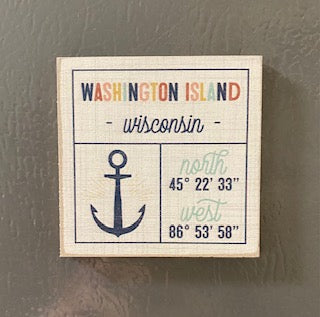 WASHINGTON ISLAND
- wisconsin -
north
45° 22' 33"
west
86° 53' 58"